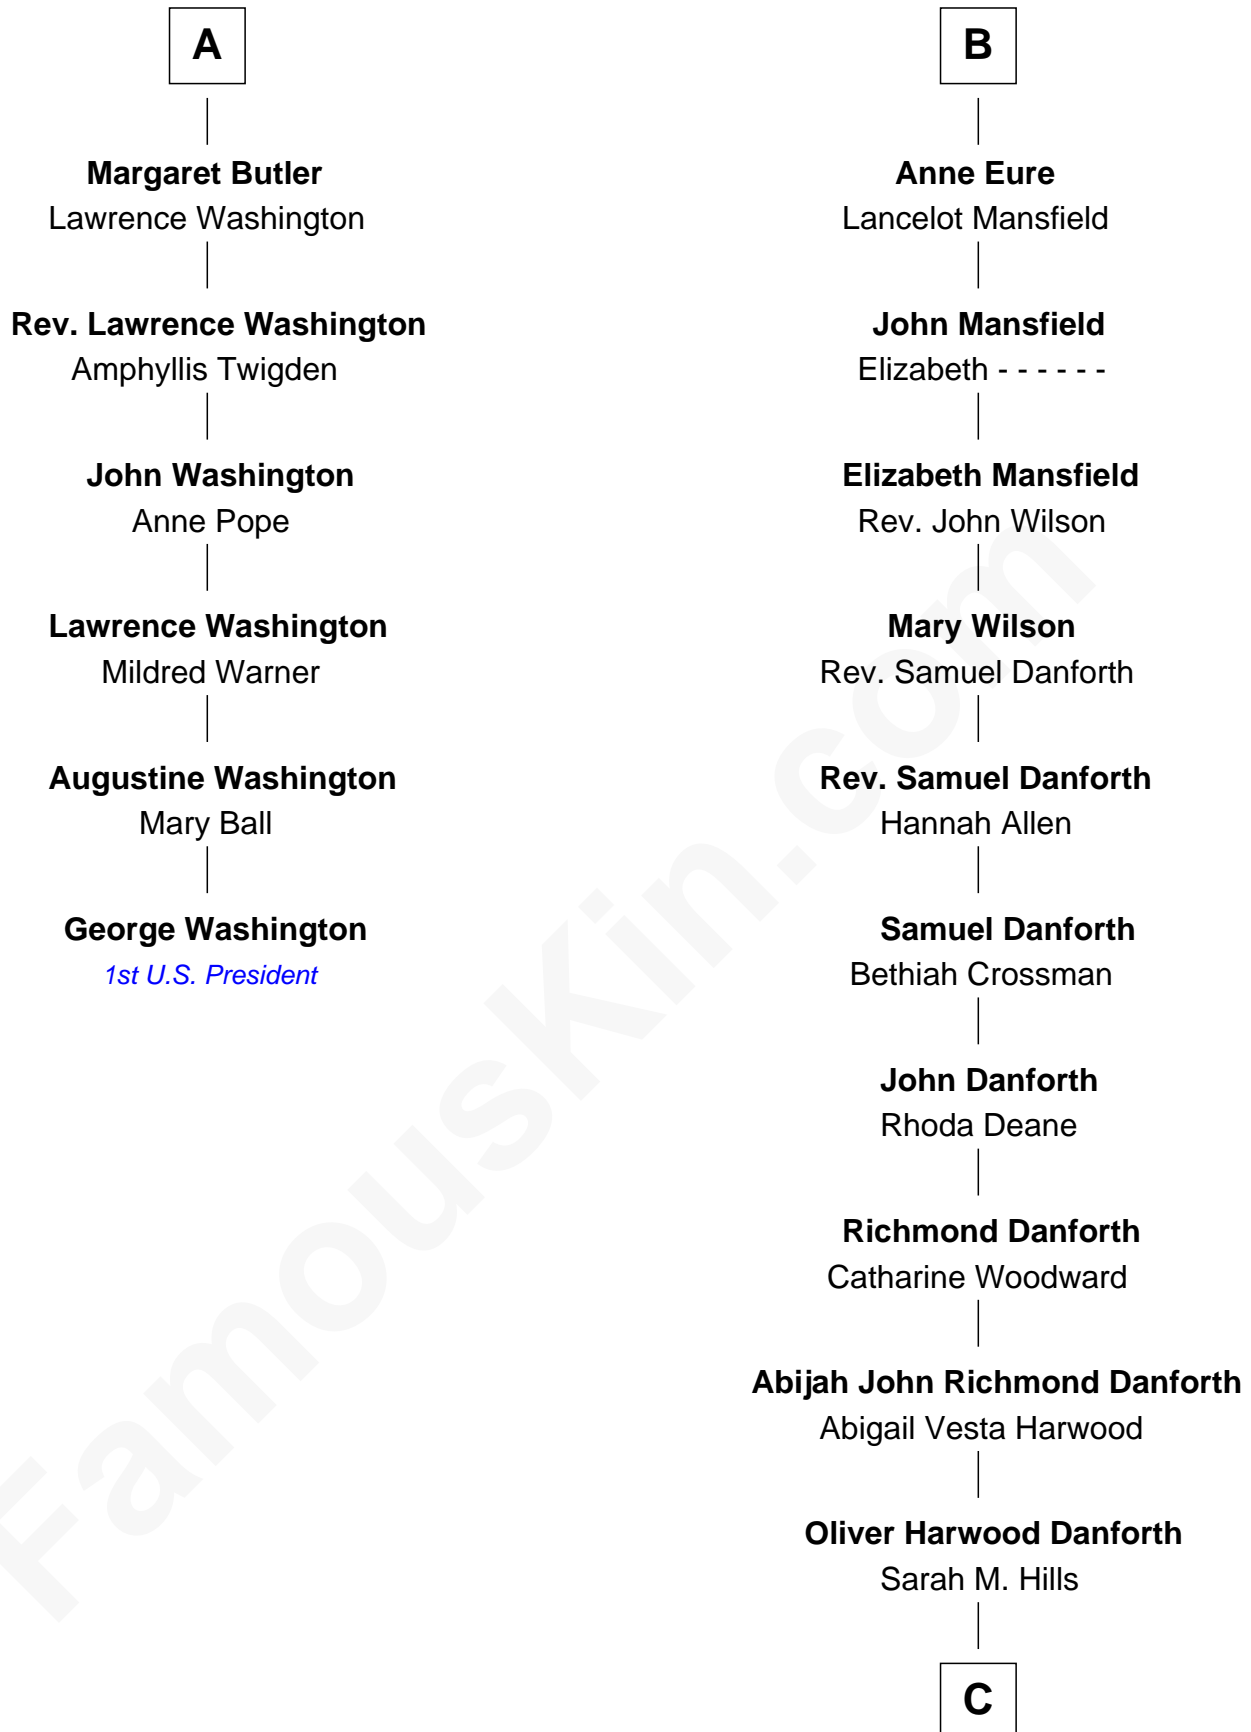 A
Margaret Butler
Lawrence Washington
Rev. Lawrence Washington
Amphyllis Twigden
John Washington
Anne Pope
Lawrence Washington
Mildred Warner
Augustine Washington
Mary Ball
George Washington
1st U.S. President
B
Anne Eure
Lancelot Mansfield
John Mansfield
Elizabeth - - - - - -
Elizabeth Mansfield
Rev. John Wilson
Mary Wilson
Rev. Samuel Danforth
Rev. Samuel Danforth
Hannah Allen
Samuel Danforth
Bethiah Crossman
John Danforth
Rhoda Deane
Richmond Danforth
Catharine Woodward
Abijah John Richmond Danforth
Abigail Vesta Harwood
Oliver Harwood Danforth
Sarah M. Hills
C
FamousKin.com